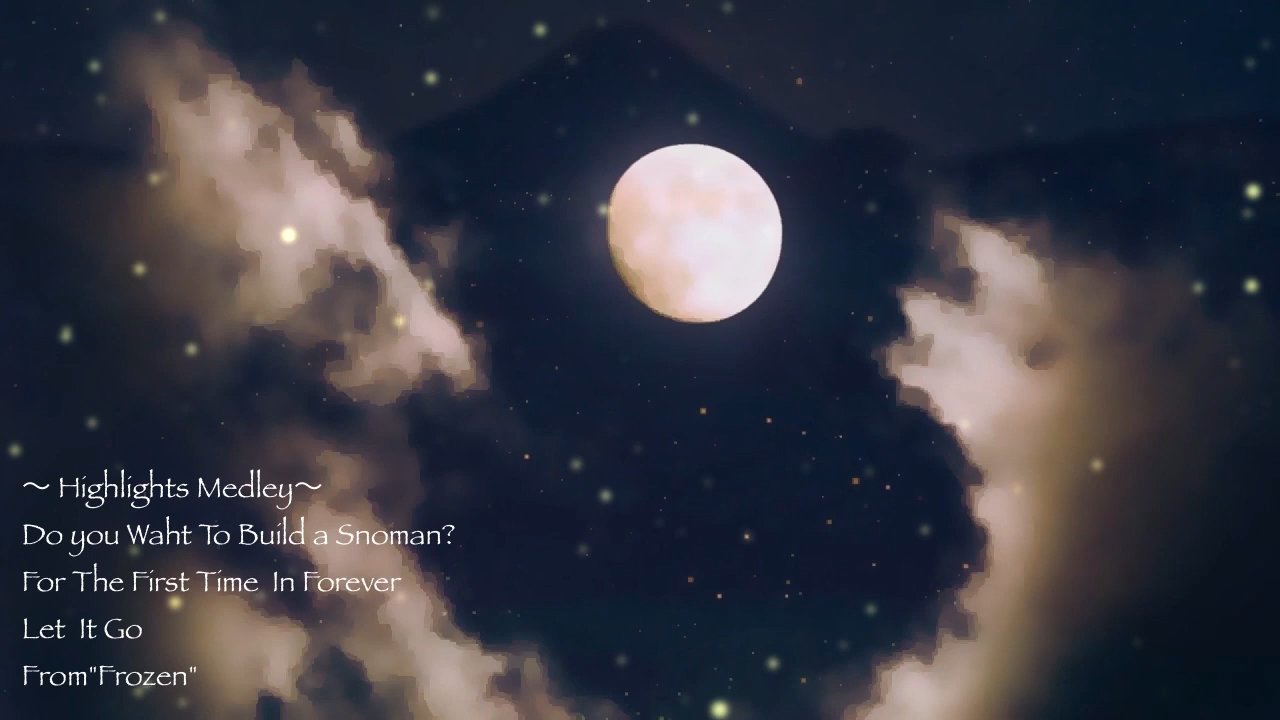 ～ Highlights Medley～
Do you Waht To Build a Snoman?
For The First Time In Forever
Let It Go
From"Frozen"